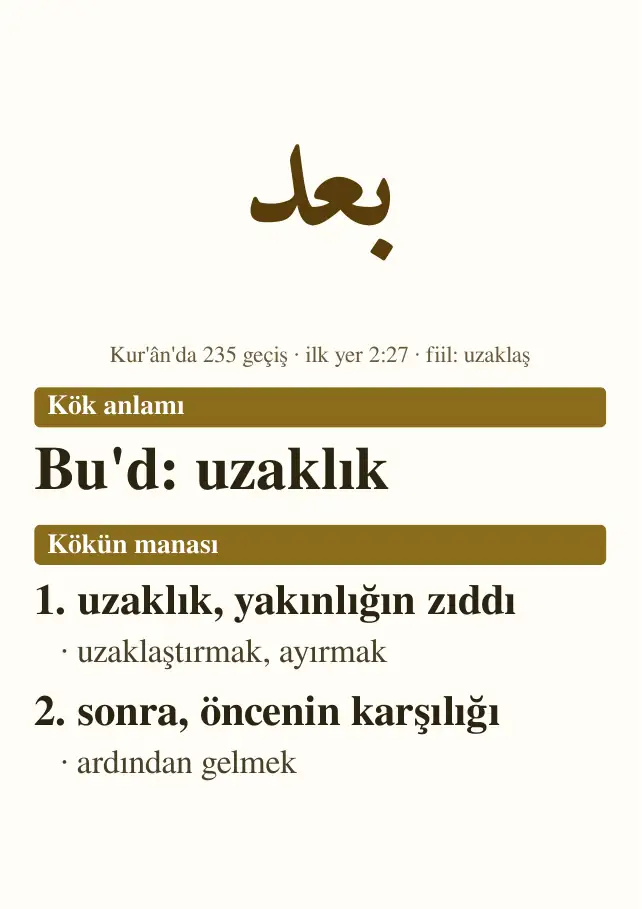 بعد
Kur'ân'da 235 geçiş · ilk yer 2:27 · fiil: uzaklaş
Kök anlamı
Bu'd: uzaklık
Kökün manası
1. uzaklık, yakınlığın zıddı
· uzaklaştırmak, ayırmak
2. sonra, öncenin karşılığı
· ardından gelmek